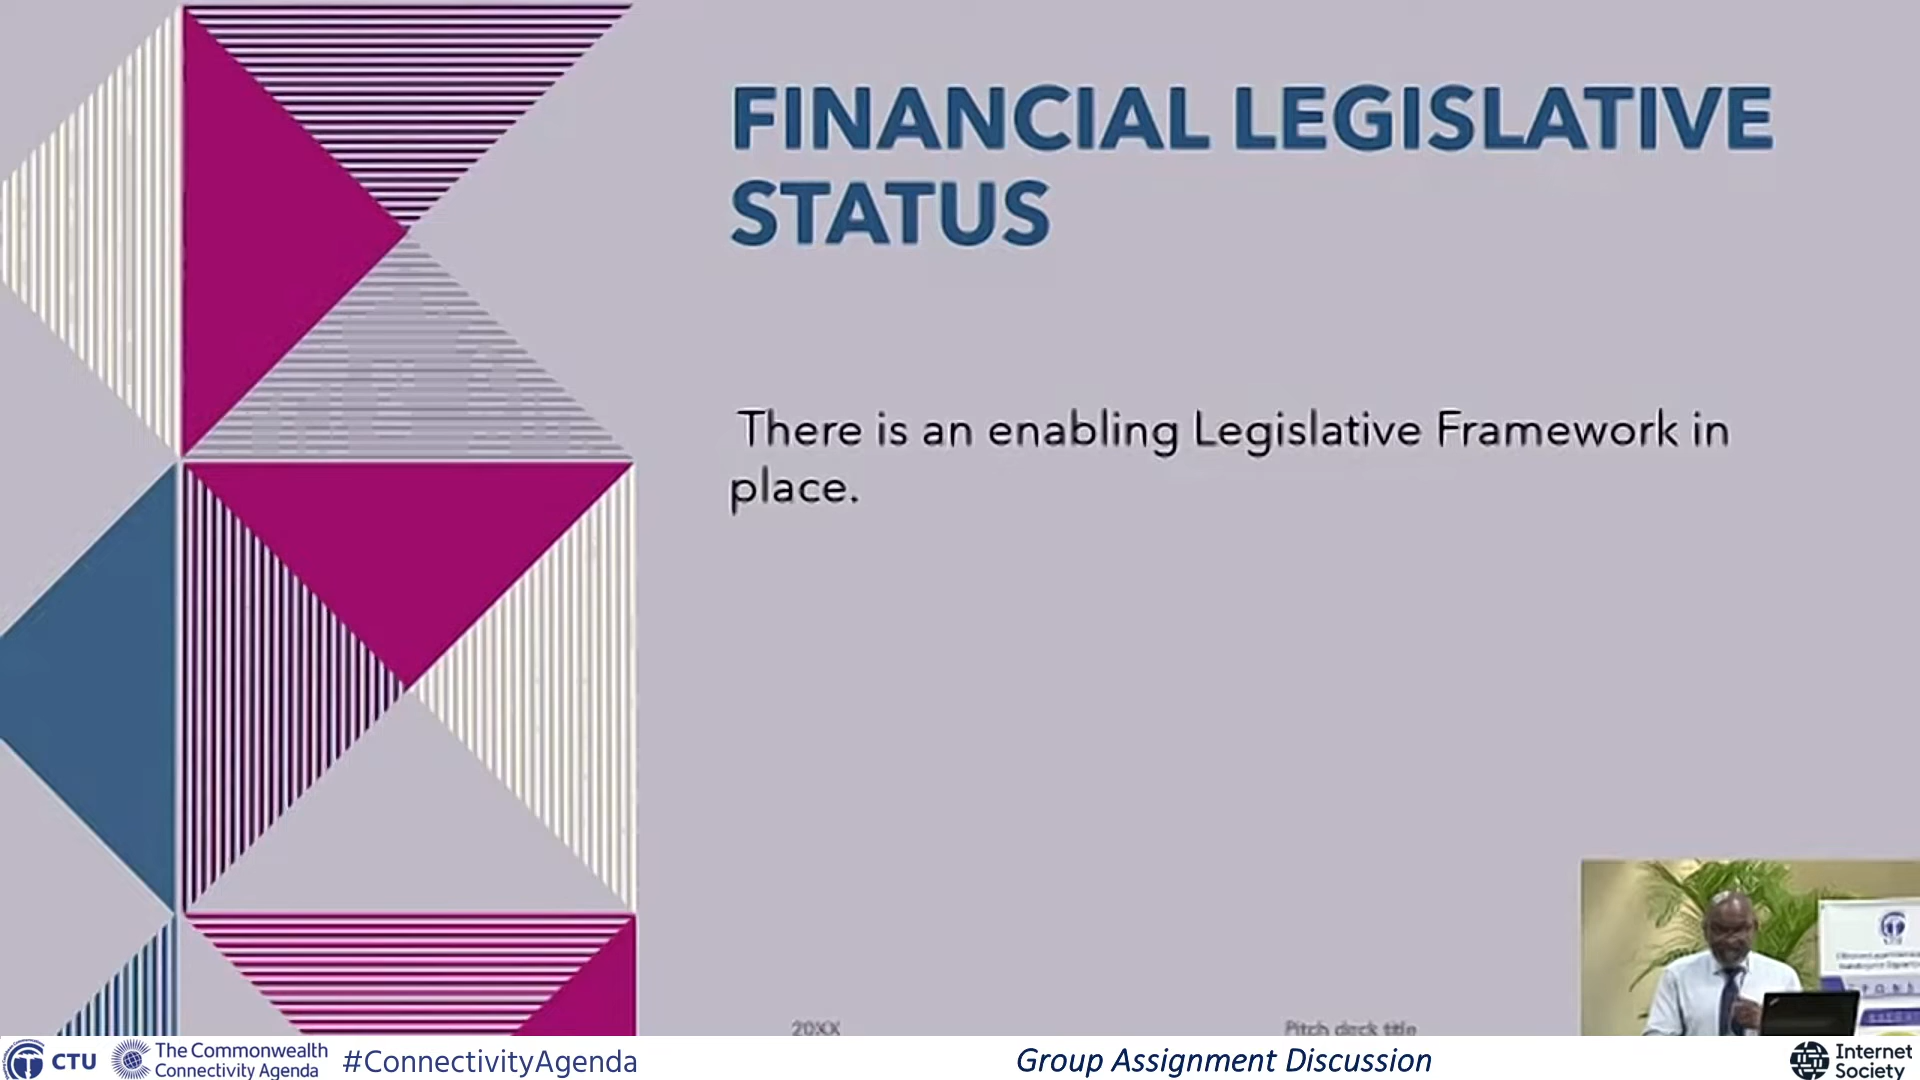 FINANCIAL LEGISLATIVE
STATUS
There is an enabling Legislative Framework in
place.
20XX
Pitch deck title
CTU
CTU
The Commonwealth
Connectivity Agenda
#ConnectivityAgenda
Group Assignment Discussion
Internet
Society